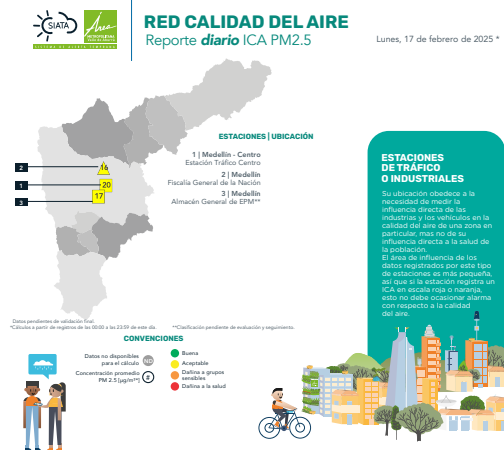 SIATA
Área
METROPOLITANA
Valle de Aburrá
SISTEMA DE ALERTA TEMPRANA
RED CALIDAD DEL AIRE
Reporte diario ICA PM2.5
Lunes, 17 de febrero de 2025 *
ESTACIONES | UBICACIÓN
1 | Medellín - Centro
Estación Tráfico Centro
2 | Medellín
Fiscalía General de la Nación
3 | Medellín
Almacén General de EPM**
2
16
1
20
3
17
ESTACIONES
DE TRÁFICO
O INDUSTRIALES
Su ubicación obedece a la
necesidad de medir la
influencia directa de las
industrias y los vehículos en la
calidad del aire de una zona en
particular, mas no de su
influencia directa a la salud de
la población.
El área de influencia de los
datos registrados por este tipo
de estaciones es más pequeña,
así que si la estación registra un
ICA en escala roja o naranja,
esto no debe ocasionar alarma
con respecto a la calidad
del aire.
Datos pendientes de validación final.
*Cálculos a partir de registros de las 00:00 a las 23:59 de este día.
**Clasificación pendiente de evaluación y seguimiento.
CONVENCIONES
Datos no disponibles
para el cálculo
ND
Concentración promedio
PM 2.5 (µg/m³)
#
Buena
Aceptable
Dañina a grupos
sensibles
Dañina a la salud